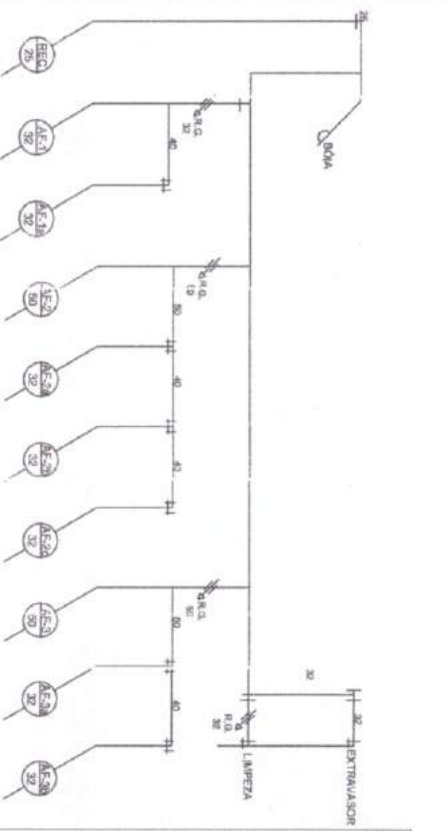 25
BÓIA
R.G.
32
40
R.G.
50
40
R.G.
40
32
32
EXTRAVASOR
R.G.
32
LIMPEZA
REC
25
AF-1
32
AF-1a
32
AF-2
50
AF-2a
32
AF-2b
32
AF-2c
32
AF-3
50
AF-3a
32
AF-3b
32